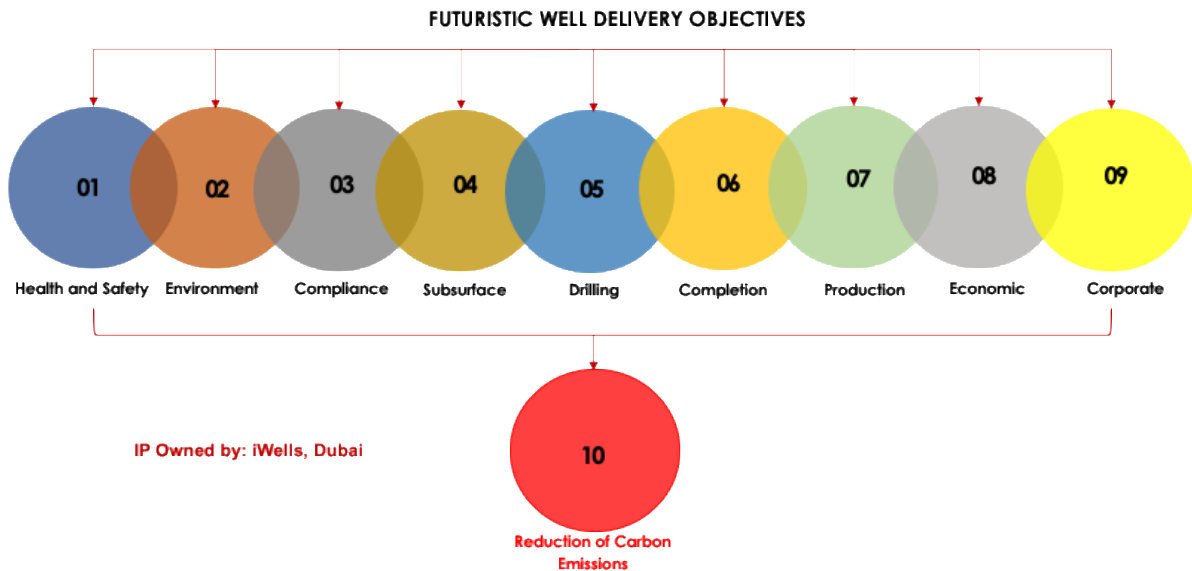 FUTURISTIC WELL DELIVERY OBJECTIVES
01
02
03
04
05
06
07
08
09
Health and Safety
Environment
Compliance
Subsurface
Drilling
Completion
Production
Economic
Corporate
10
IP Owned by: iWells, Dubai
Reduction of Carbon
Emissions